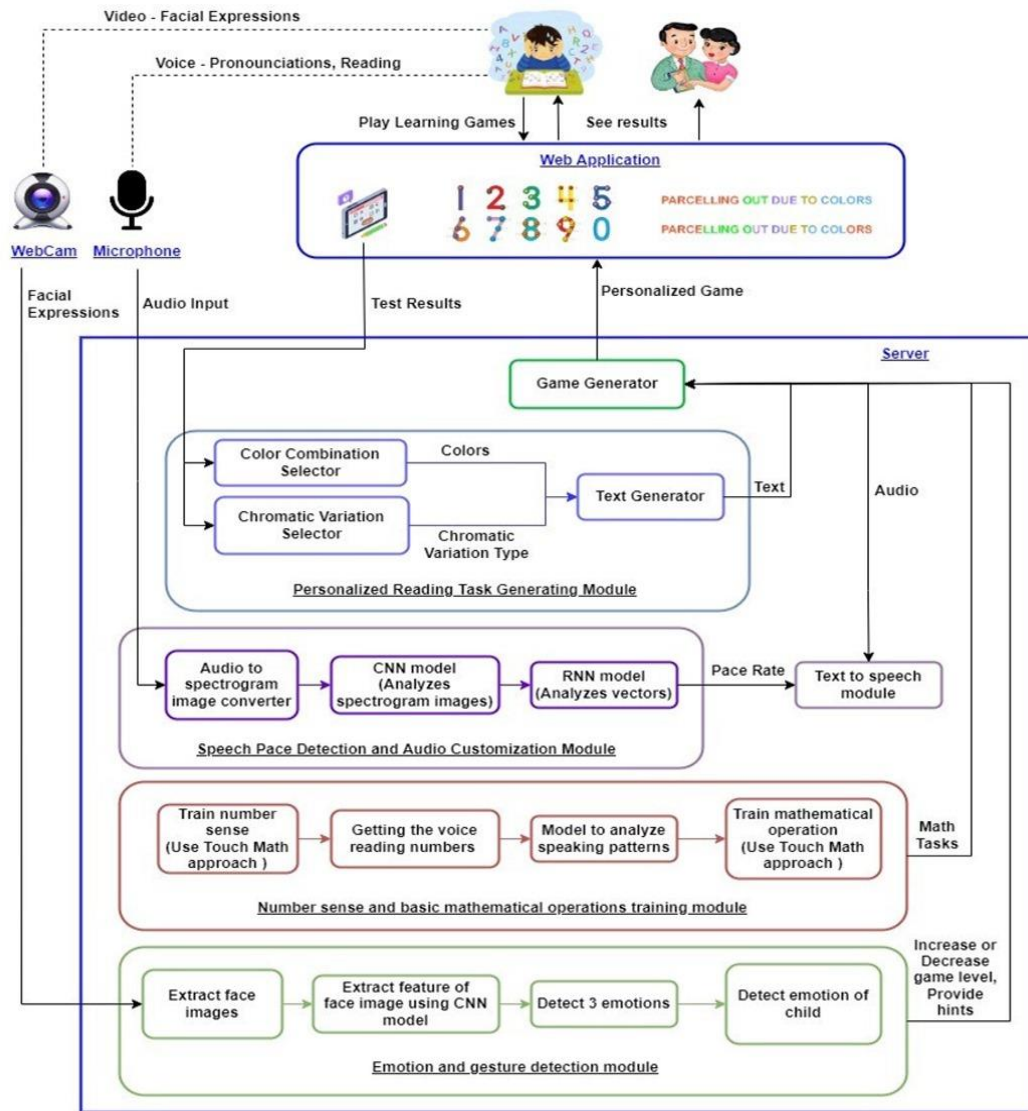 Video - Facial Expressions
Voice - Pronounciations, Reading
Play Learning Games
See results
Web Application
1 2 3 4 5
6 7 8 9 0
PARCELLING OUT DUE TO COLORS
PARCELLING OUT DUE TO COLORS
WebCam
Microphone
Facial
Expressions
Audio Input
Test Results
Personalized Game
Server
Game Generator
Color Combination
Selector
Colors
Chromatic Variation
Selector
Chromatic
Variation Type
Text Generator
Text
Audio
Personalized Reading Task Generating Module
Audio to
spectrogram
image converter
CNN model
(Analyzes
spectrogram images)
RNN model
(Analyzes vectors)
Pace Rate
Text to speech
module
Speech Pace Detection and Audio Customization Module
Train number
sense
(Use Touch Math
approach )
Getting the voice
reading numbers
Model to analyze
speaking patterns
Train mathematical
operation
(Use Touch Math
approach )
Math
Tasks
Number sense and basic mathematical operations training module
Increase or
Decrease
game level,
Provide
hints
Extract face
images
Extract feature of
face image using CNN
model
Detect 3 emotions
Detect emotion of
child
Emotion and gesture detection module